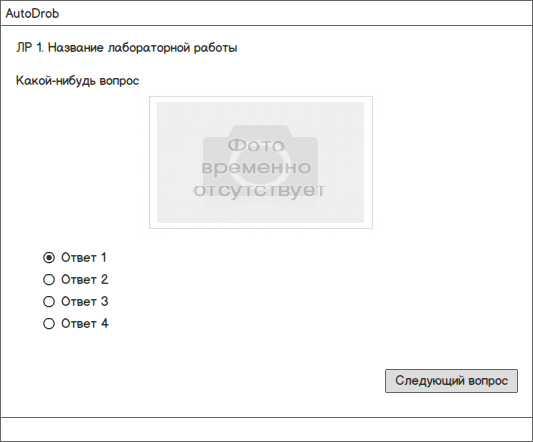 AutoDrob
ЛР 1. Название лабораторной работы
Какой-нибудь вопрос
Фото
временно
отсутствует
Ответ 1
Ответ 2
Ответ 3
Ответ 4
Следующий вопрос